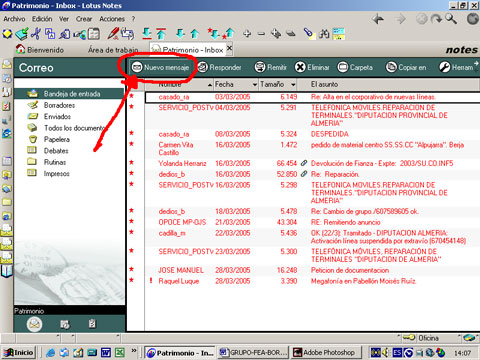 Patrimonio - Inbox - Lotus Notes
Archivo Edición Ver Crear Acciones ?
Bienvenido Área de trabajo Patrimonio - Inbox notes
Correo Nuevo mensaje Responder Remitir Eliminar Carpeta Copiar en Herram
Nombre Fecha Tamaño El asunto
Bandeja de entrada
Borradores
Enviados
Todos los documentos
Papelera
Debates
Rutinas
Impresos
casado_ra 03/03/2005 6.149 Re: Alta en el corporativo de nuevas líneas.
SERVICIO_POSTV 04/03/2005 5.291 TELEFÓNICA MOVILES.REPARACION DE
TERMINALES "DIPUTACION PROVINCIAL DE
ALMERIA"
casado_ra 08/03/2005 5.324 DESPEDIDA
Carmen Vita 16/03/2005 1.472 pedido de material centro SS.SS.CC "Alpujarra". Berja
Castillo
Yolanda Herranz 16/03/2005 66.454 Devolución de Fianza - Expte: 2003/SU.CO.INF5
dedios_b 16/03/2005 52.850 Re: Reparación.
SERVICIO_POSTV 16/03/2005 5.298 TELEFONICA MOVILES.REPARACION DE
TERMINALES "DIPUTACION PROVINCIAL DE
ALMERIA"
dedios_b 18/03/2005 5.478 Re: Cambio de grupo /607589605 ok.
OPOCE MP-OJS 21/03/2005 43.304 RE: Remitiendo anuncio
cadilla_m 22/03/2005 5.436 OK (22/3): Tramitado - DIPUTACION ALMERIA:
Activación línea suspendida por extravío (670454148)
SERVICIO_POSTV 23/03/2005 5.300 TELEFÓNICA MÓVILES, REPARACIÓN DE
TERMINALES "DIPUTACION DE ALMERIA"
JOSE MANUEL 28/03/2005 16.248 Peticion de documentacion
! Raquel Luque 28/03/2005 3.390 Megatonía en Pabellón Moisés Ruíz.
Patrimonio
Oficina
Inicio Patrimonio - In... GRUPO-FEA-BOR... Adobe Photoshop ES 14:07